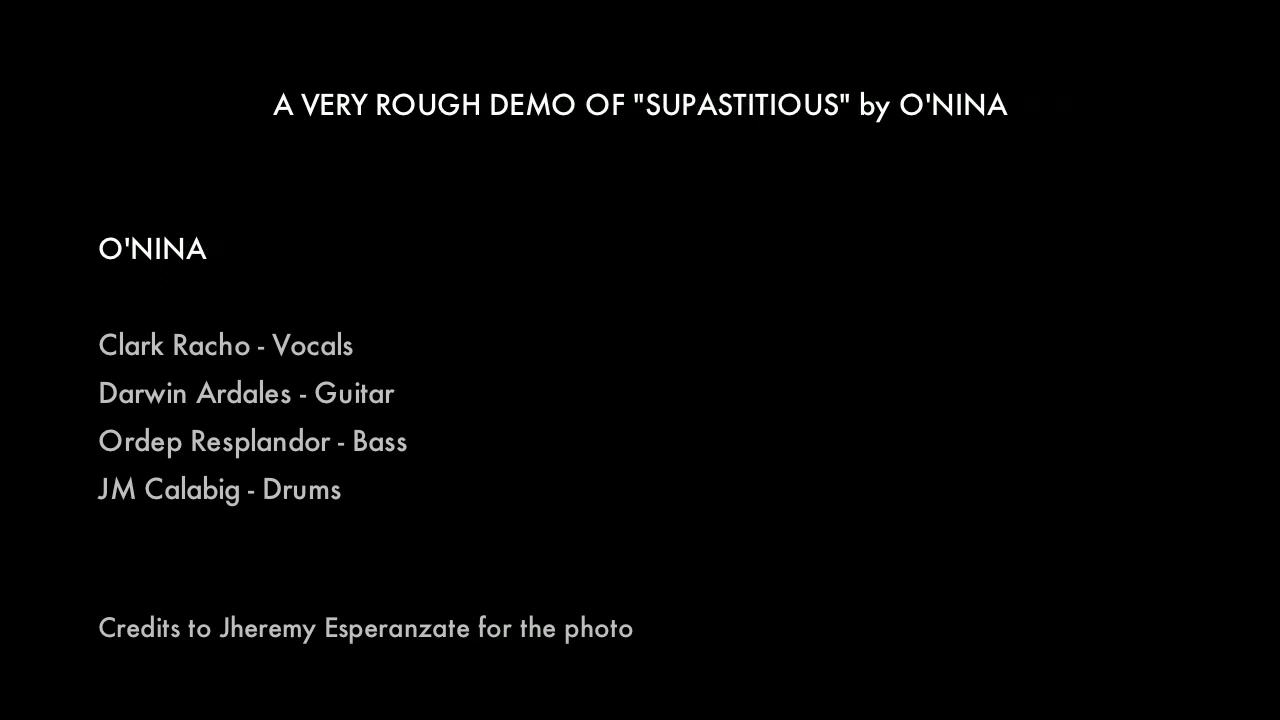 A VERY ROUGH DEMO OF "SUPASTITIOUS" by O'NINA
O'NINA
Clark Racho - Vocals
Darwin Ardales - Guitar
Ordep Resplandor - Bass
JM Calabig - Drums
Credits to Jheremy Esperanzate for the photo